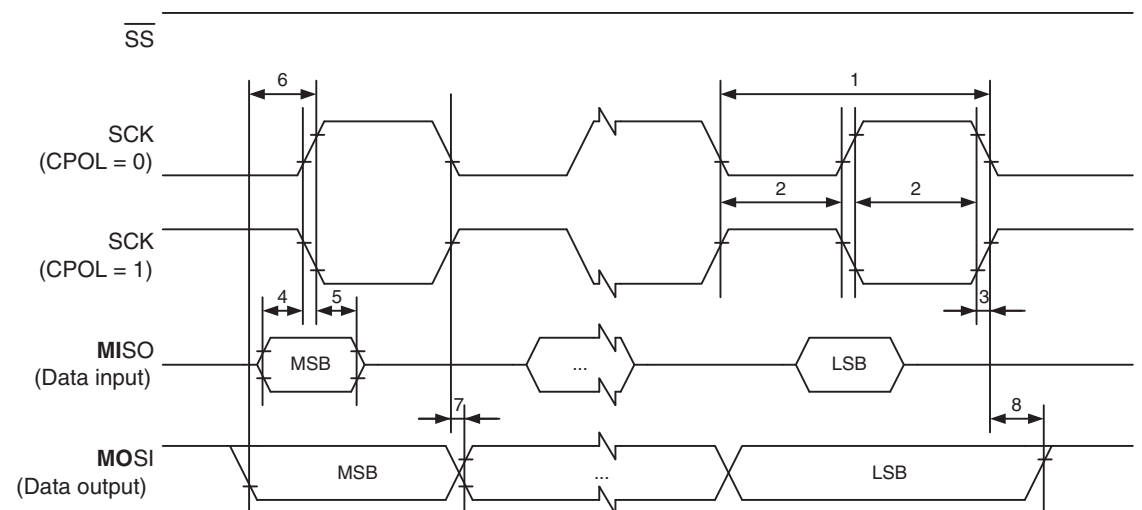 SS
6
1
SCK
(CPOL = 0)
2
2
SCK
(CPOL = 1)
4
5
3
MISO
(Data input)
MSB
...
LSB
7
8
MOSI
(Data output)
MSB
...
LSB